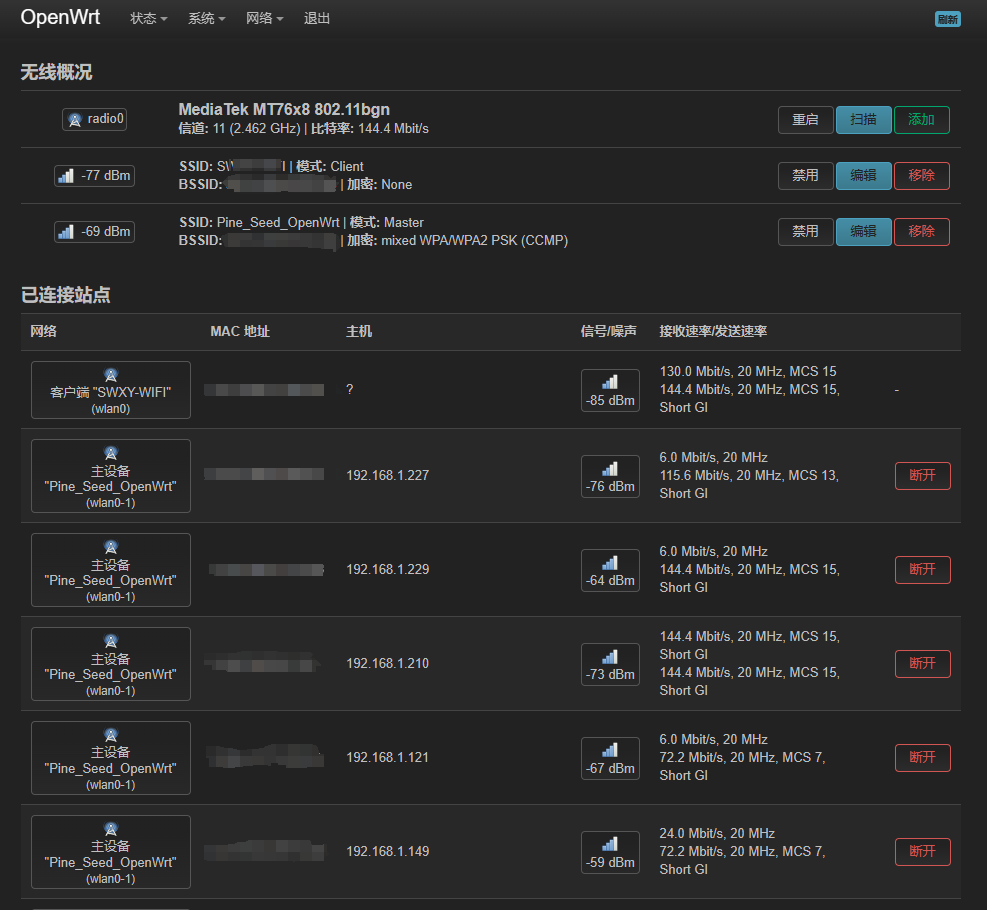 OpenWrt 状态 系统 网络 退出 刷新
无线概况
radio0
MediaTek MT76x8 802.11bgn
信道: 11 (2.462 GHz) | 比特率: 144.4 Mbit/s
重启 扫描 添加
-77 dBm
SSID: | 模式: Client
BSSID: | 加密: None
禁用 编辑 移除
-69 dBm
SSID: Pine_Seed_OpenWrt | 模式: Master
BSSID: | 加密: mixed WPA/WPA2 PSK (CCMP)
禁用 编辑 移除
已连接站点
网络 MAC 地址 主机 信号/噪声 接收速率/发送速率
客户端 "SWXY-WIFI"
(wlan0)
?
-85 dBm
130.0 Mbit/s, 20 MHz, MCS 15
144.4 Mbit/s, 20 MHz, MCS 15,
Short GI
-
主设备
"Pine_Seed_OpenWrt"
(wlan0-1)
192.168.1.227
-76 dBm
6.0 Mbit/s, 20 MHz
115.6 Mbit/s, 20 MHz, MCS 13,
Short GI
断开
主设备
"Pine_Seed_OpenWrt"
(wlan0-1)
192.168.1.229
-64 dBm
6.0 Mbit/s, 20 MHz
144.4 Mbit/s, 20 MHz, MCS 15,
Short GI
断开
主设备
"Pine_Seed_OpenWrt"
(wlan0-1)
192.168.1.210
-73 dBm
144.4 Mbit/s, 20 MHz, MCS 15,
Short GI
144.4 Mbit/s, 20 MHz, MCS 15,
Short GI
断开
主设备
"Pine_Seed_OpenWrt"
(wlan0-1)
192.168.1.121
-67 dBm
6.0 Mbit/s, 20 MHz
72.2 Mbit/s, 20 MHz, MCS 7,
Short GI
断开
主设备
"Pine_Seed_OpenWrt"
(wlan0-1)
192.168.1.149
-59 dBm
24.0 Mbit/s, 20 MHz
72.2 Mbit/s, 20 MHz, MCS 7,
Short GI
断开